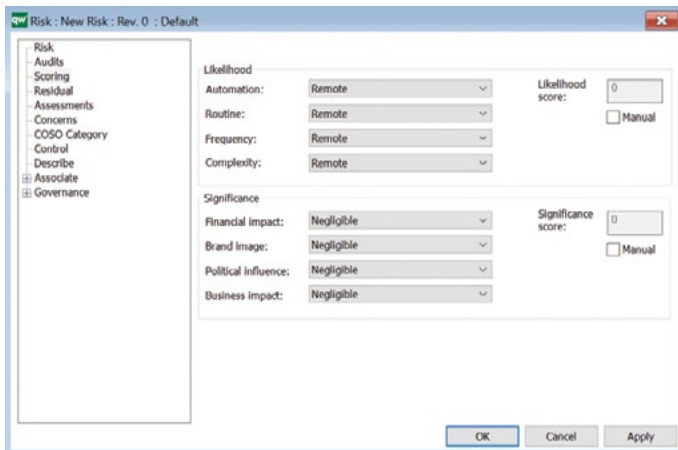 qw Risk : New Risk : Rev. 0 : Default
Risk
Audits
Scoring
Residual
Assessments
Concerns
COSO Category
Control
Describe
Associate
Governance
Likelihood
Automation: Remote
Routine: Remote
Frequency: Remote
Complexity: Remote
Likelihood
score:
0
Manual
Significance
Financial impact: Negligible
Brand image: Negligible
Political influence: Negligible
Business impact: Negligible
Significance
score:
0
Manual
OK Cancel Apply